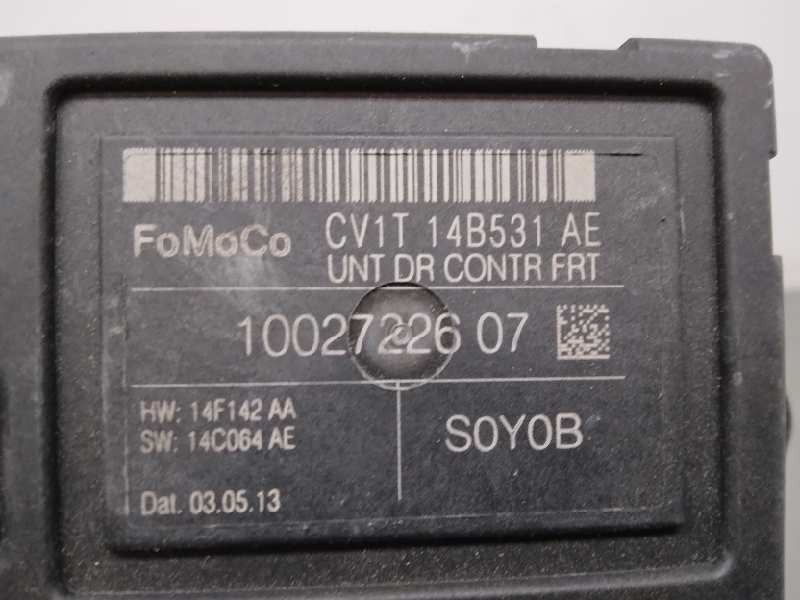 FoMoCo CV1T 14B531 AE
UNT DR CONTR FRT
10027226 07
HW: 14F142 AA
SW: 14C064 AE
S0Y0B
Dat. 03.05.13